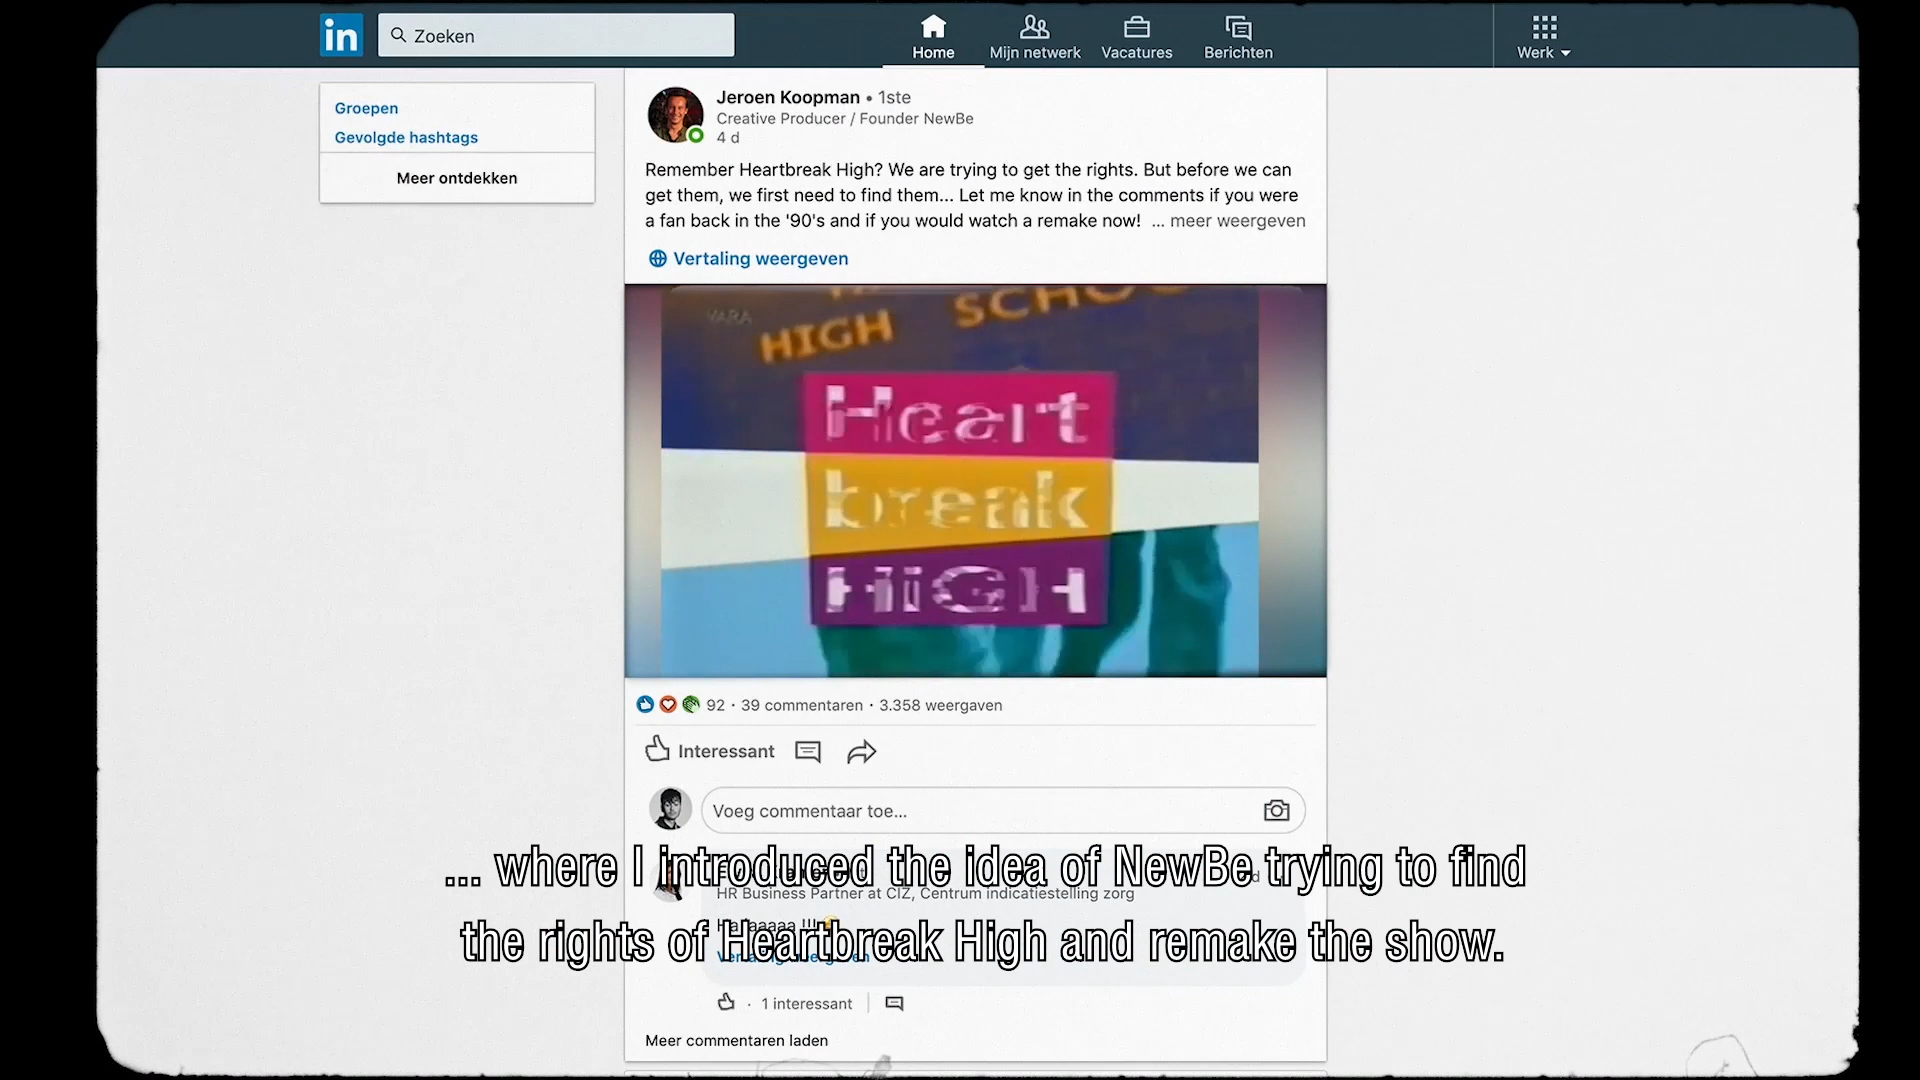 in
Zoeken
Home
Mijn netwerk
Vacatures
Berichten
Werk
Groepen
Gevolgde hashtags
Meer ontdekken
Jeroen Koopman • 1ste
Creative Producer / Founder NewBe
4 d
Remember Heartbreak High? We are trying to get the rights. But before we can
get them, we first need to find them... Let me know in the comments if you were
a fan back in the '90's and if you would watch a remake now! ... meer weergeven
Vertaling weergeven
VARA
HIGH SCHOO
Heart
break
HiGH
92 · 39 commentaren · 3.358 weergaven
Interessant
Voeg commentaar toe...
... where I introduced the idea of NewBe trying to find
HR Business Partner at CIZ, Centrum indicatiestelling zorg
the rights of Heartbreak High and remake the show.
Vertaling weergeven
· 1 interessant
Meer commentaren laden